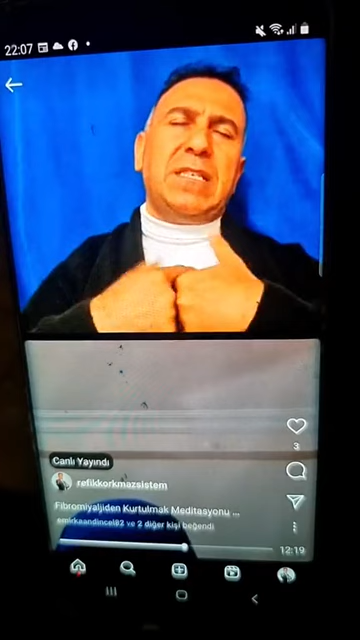 22:07
Canlı Yayındı
refikkorkmazsistem
Fibromiyaljiden Kurtulmak Meditasyonu ...
emirkaandincel82 ve 2 diğer kişi beğendi
3
12:19